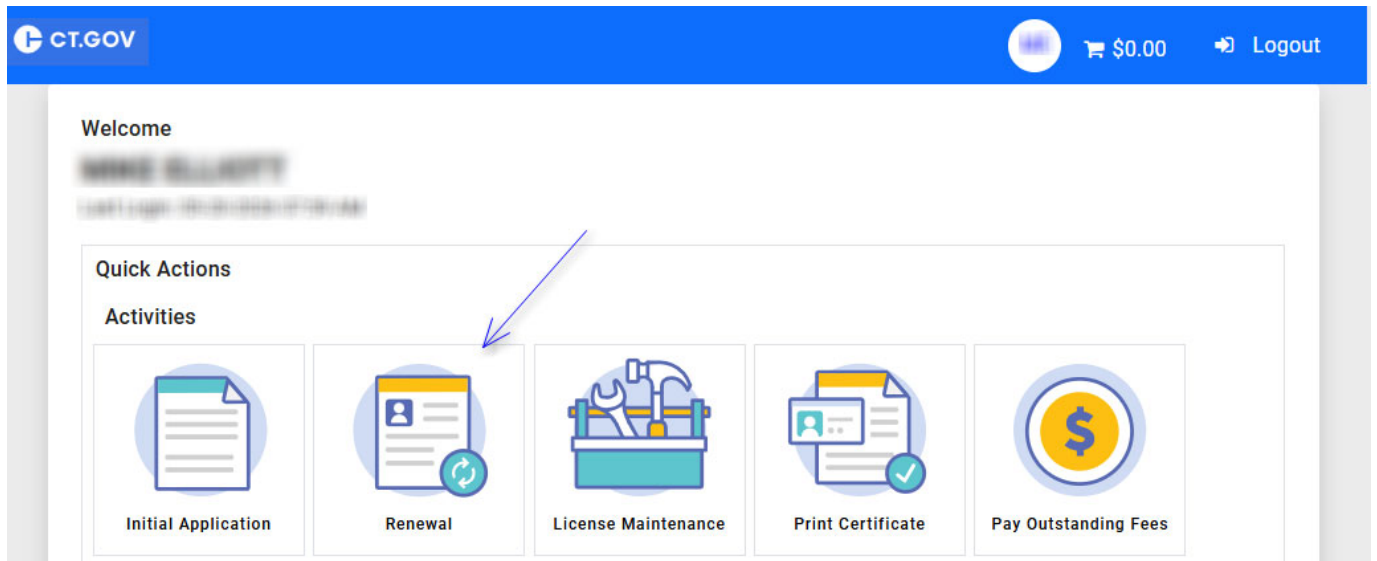 CT.GOV
$0.00
Logout
Welcome
Quick Actions
Activities
Initial Application
Renewal
License Maintenance
Print Certificate
Pay Outstanding Fees